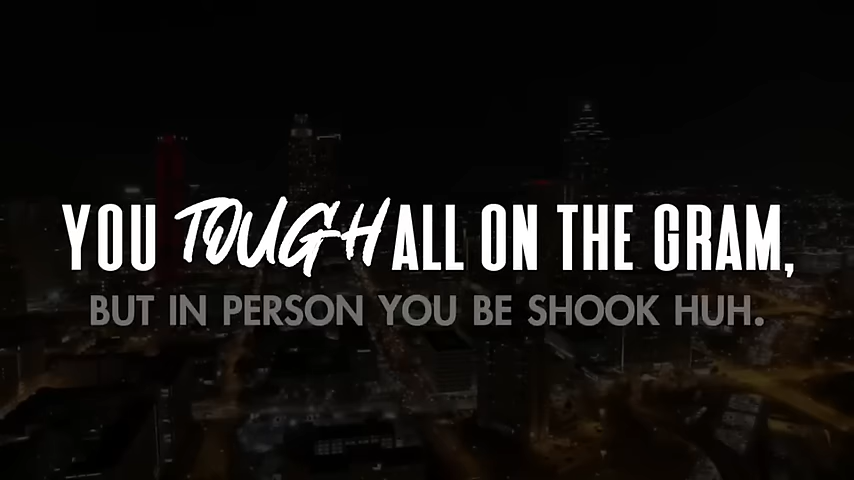 YOU TOUGH ALL ON THE GRAM,
BUT IN PERSON YOU BE SHOOK HUH.